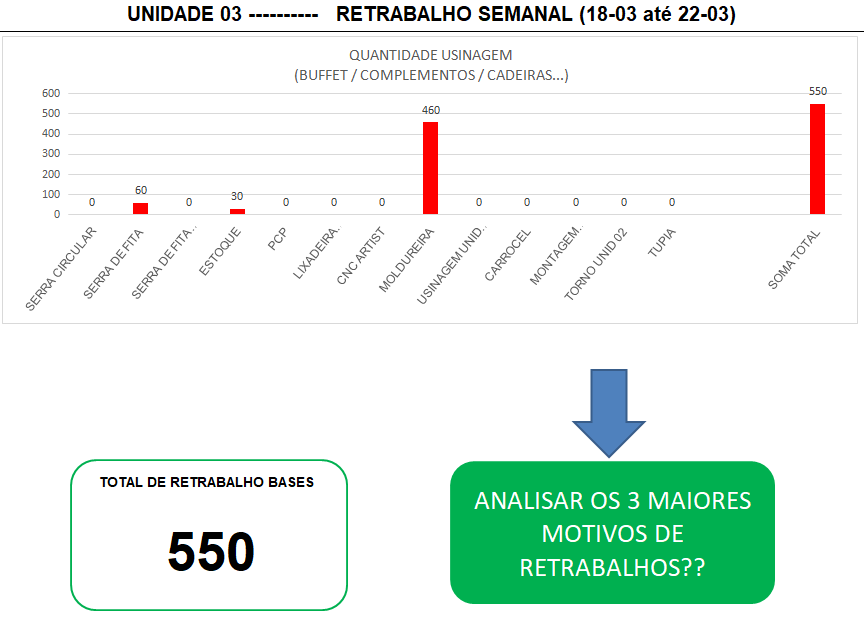 UNIDADE 03 ---------- RETRABALHO SEMANAL (18-03 até 22-03)
QUANTIDADE USINAGEM
(BUFFET / COMPLEMENTOS / CADEIRAS...)
600
500
400
300
200
100
0
0
60
0
30
0
0
0
460
0
0
0
0
0
550
SERRA CIRCULAR
SERRA DE FITA
SERRA DE FITA..
ESTOQUE
PCP
LIXADEIRA.
CNC ARTIST
MOLDUREIRA
USINAGEM UNID..
CARROCEL
MONTAGEM.
TORNO UNID 02
TUPIA
SOMA TOTAL
TOTAL DE RETRABALHO BASES
550
ANALISAR OS 3 MAIORES
MOTIVOS DE
RETRABALHOS??